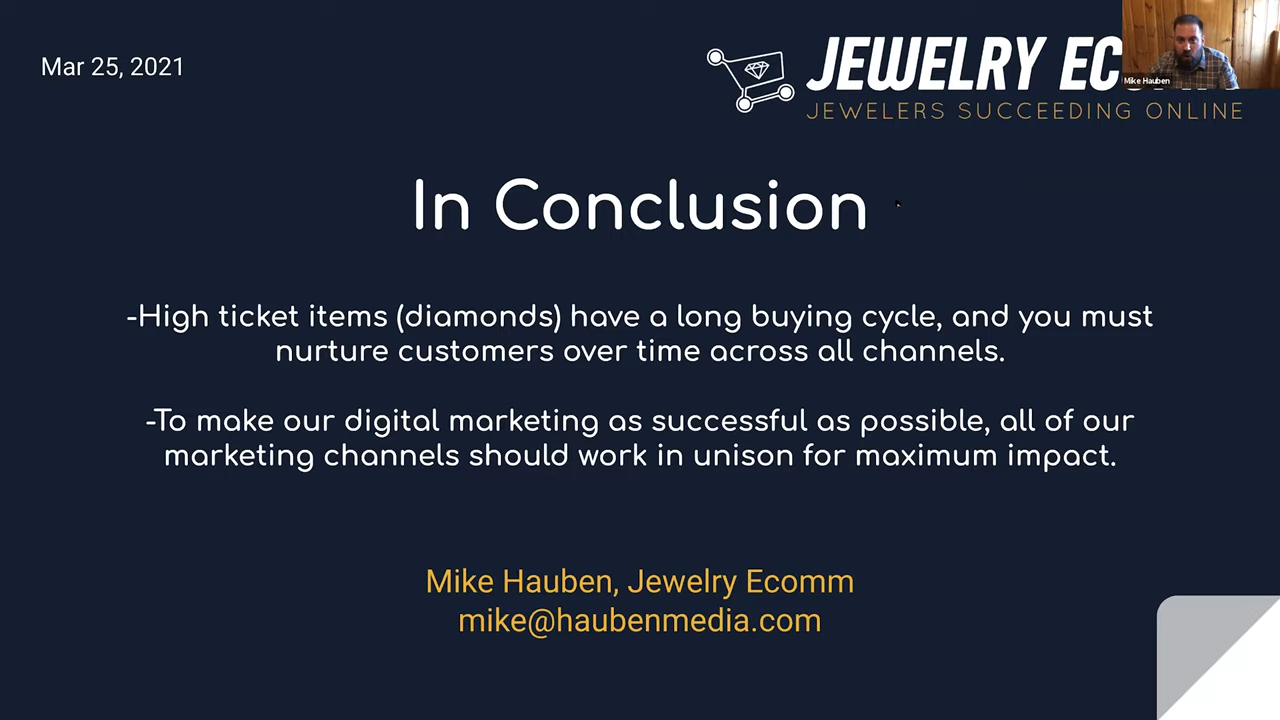 Mar 25, 2021
JEWELRY
Mike Hauben
JEWELERS SUCCEEDING ONLINE
In Conclusion
-High ticket items (diamonds) have a long buying cycle, and you must
nurture customers over time across all channels.
-To make our digital marketing as successful as possible, all of our
marketing channels should work in unison for maximum impact.
Mike Hauben, Jewelry Ecomm
mike@haubenmedia.com